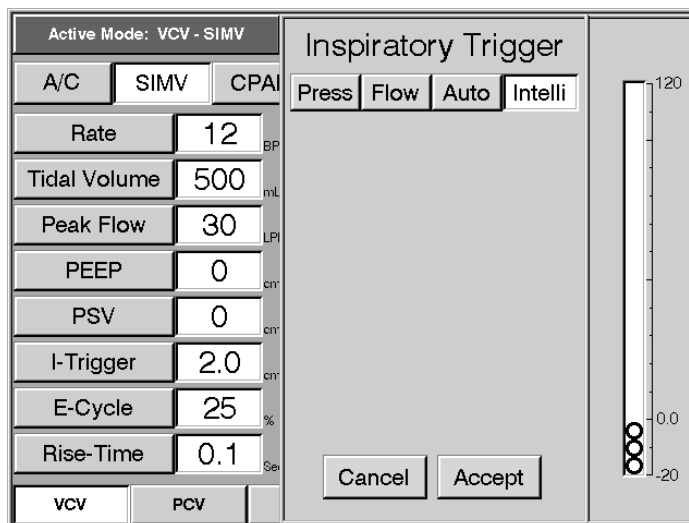 Active Mode: VCV - SIMV
A/C SIMV
Rate 12
Tidal Volume 500
Peak Flow 30
PEEP 0
PSV 0
I-Trigger 2.0
E-Cycle 25 %
Rise-Time 0.1
VCV PCV
Inspiratory Trigger
Press Flow Auto Intelli
Cancel Accept
120
0.0
-20